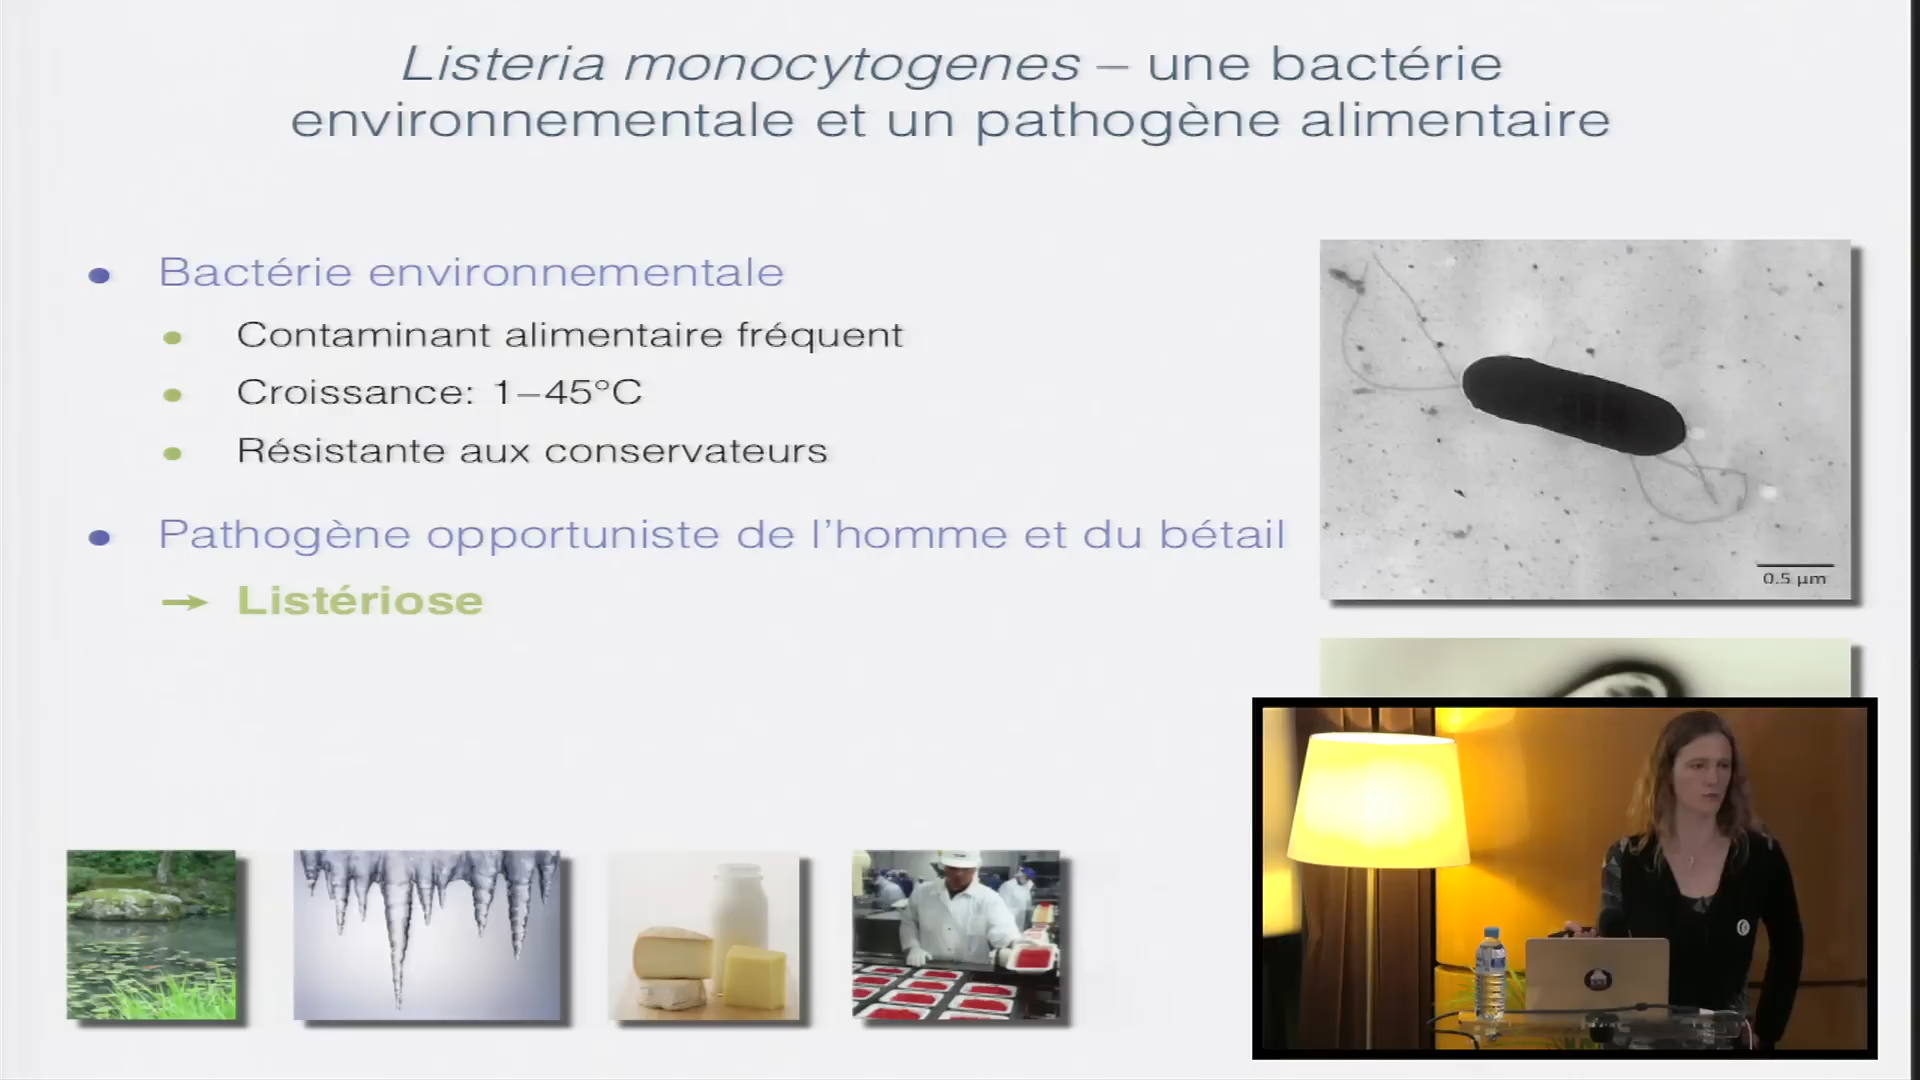 Listeria monocytogenes – une bactérie
environnementale et un pathogène alimentaire
• Bactérie environnementale
• Contaminant alimentaire fréquent
• Croissance: 1–45°C
• Résistante aux conservateurs
• Pathogène opportuniste de l’homme et du bétail
→ Listériose
0.5 µm